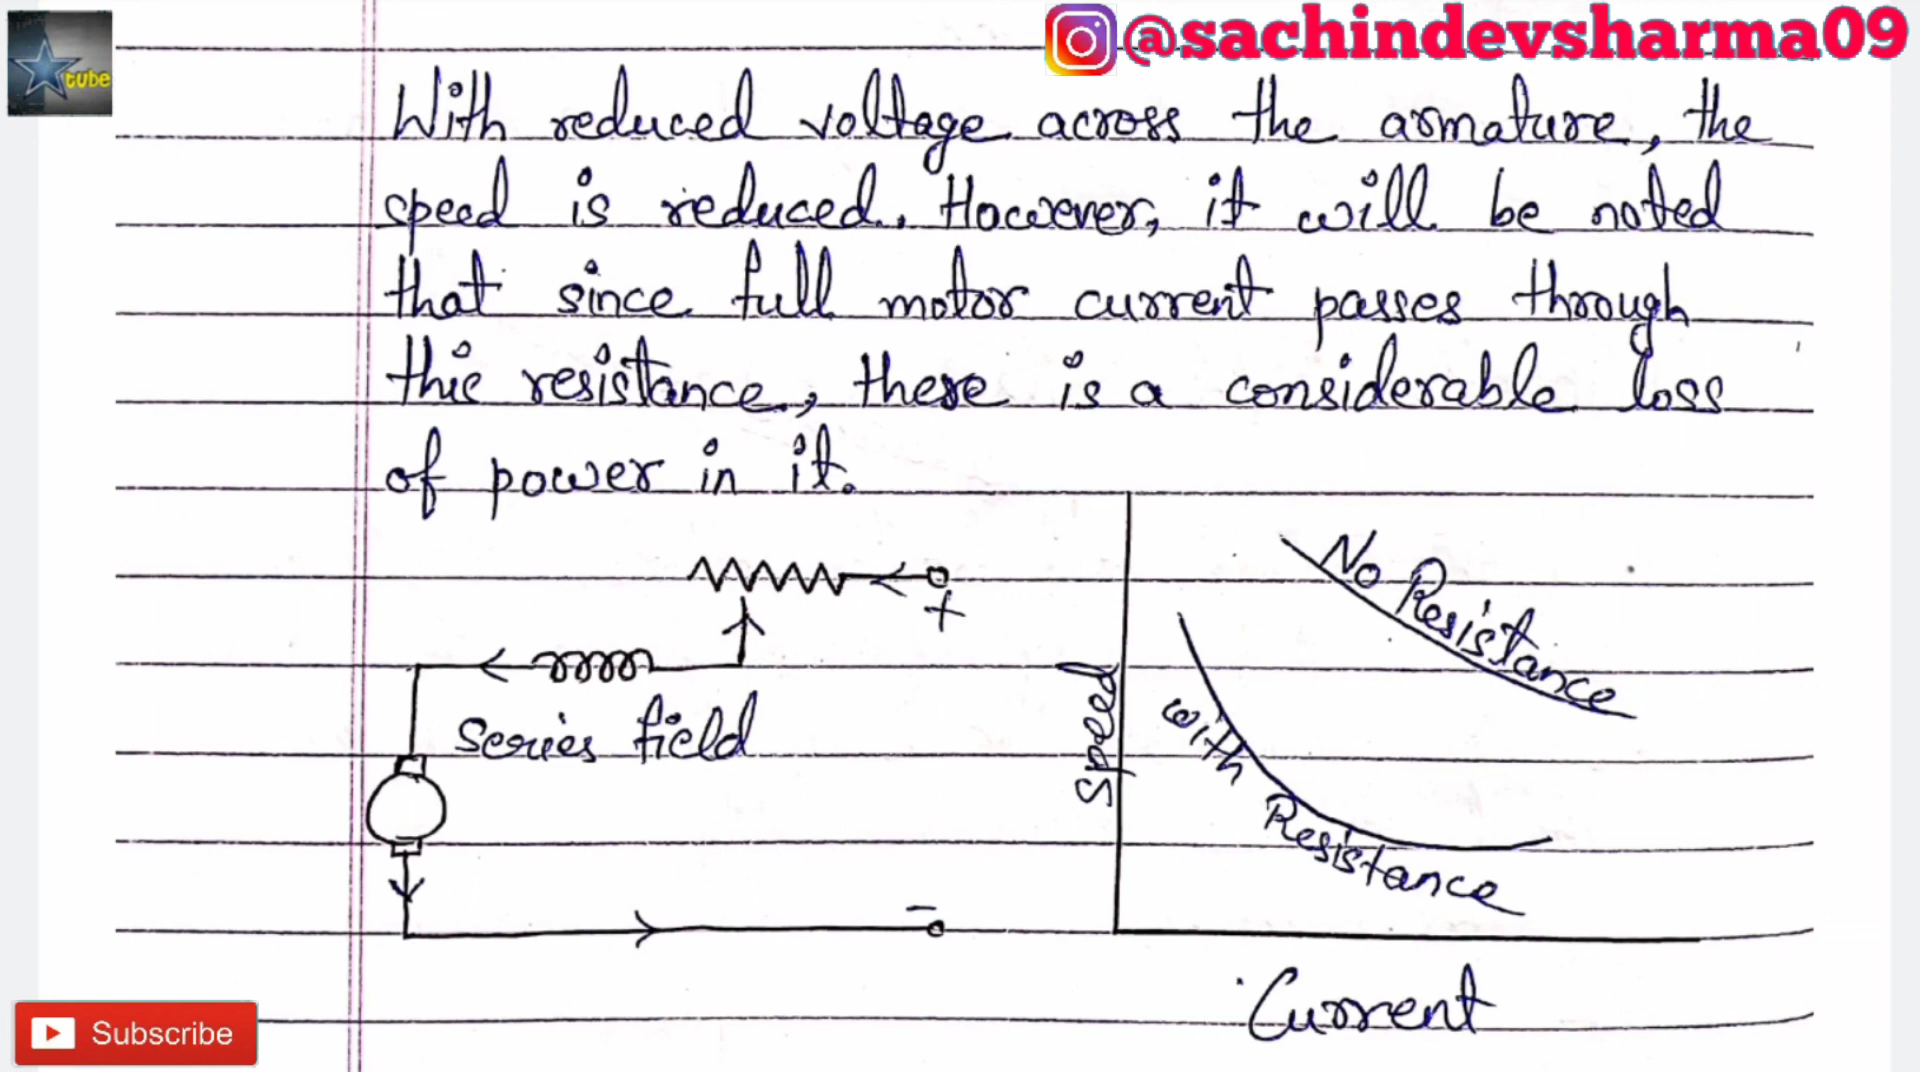 tube
@sachindevsharma09
With reduced voltage across the armature, the
speed is reduced. However, it will be noted
that since full motor current passes through
this resistance, there is a considerable loss
of power in it.
+
Series field
-
Speed
No Resistance
with Resistance
Current
Subscribe